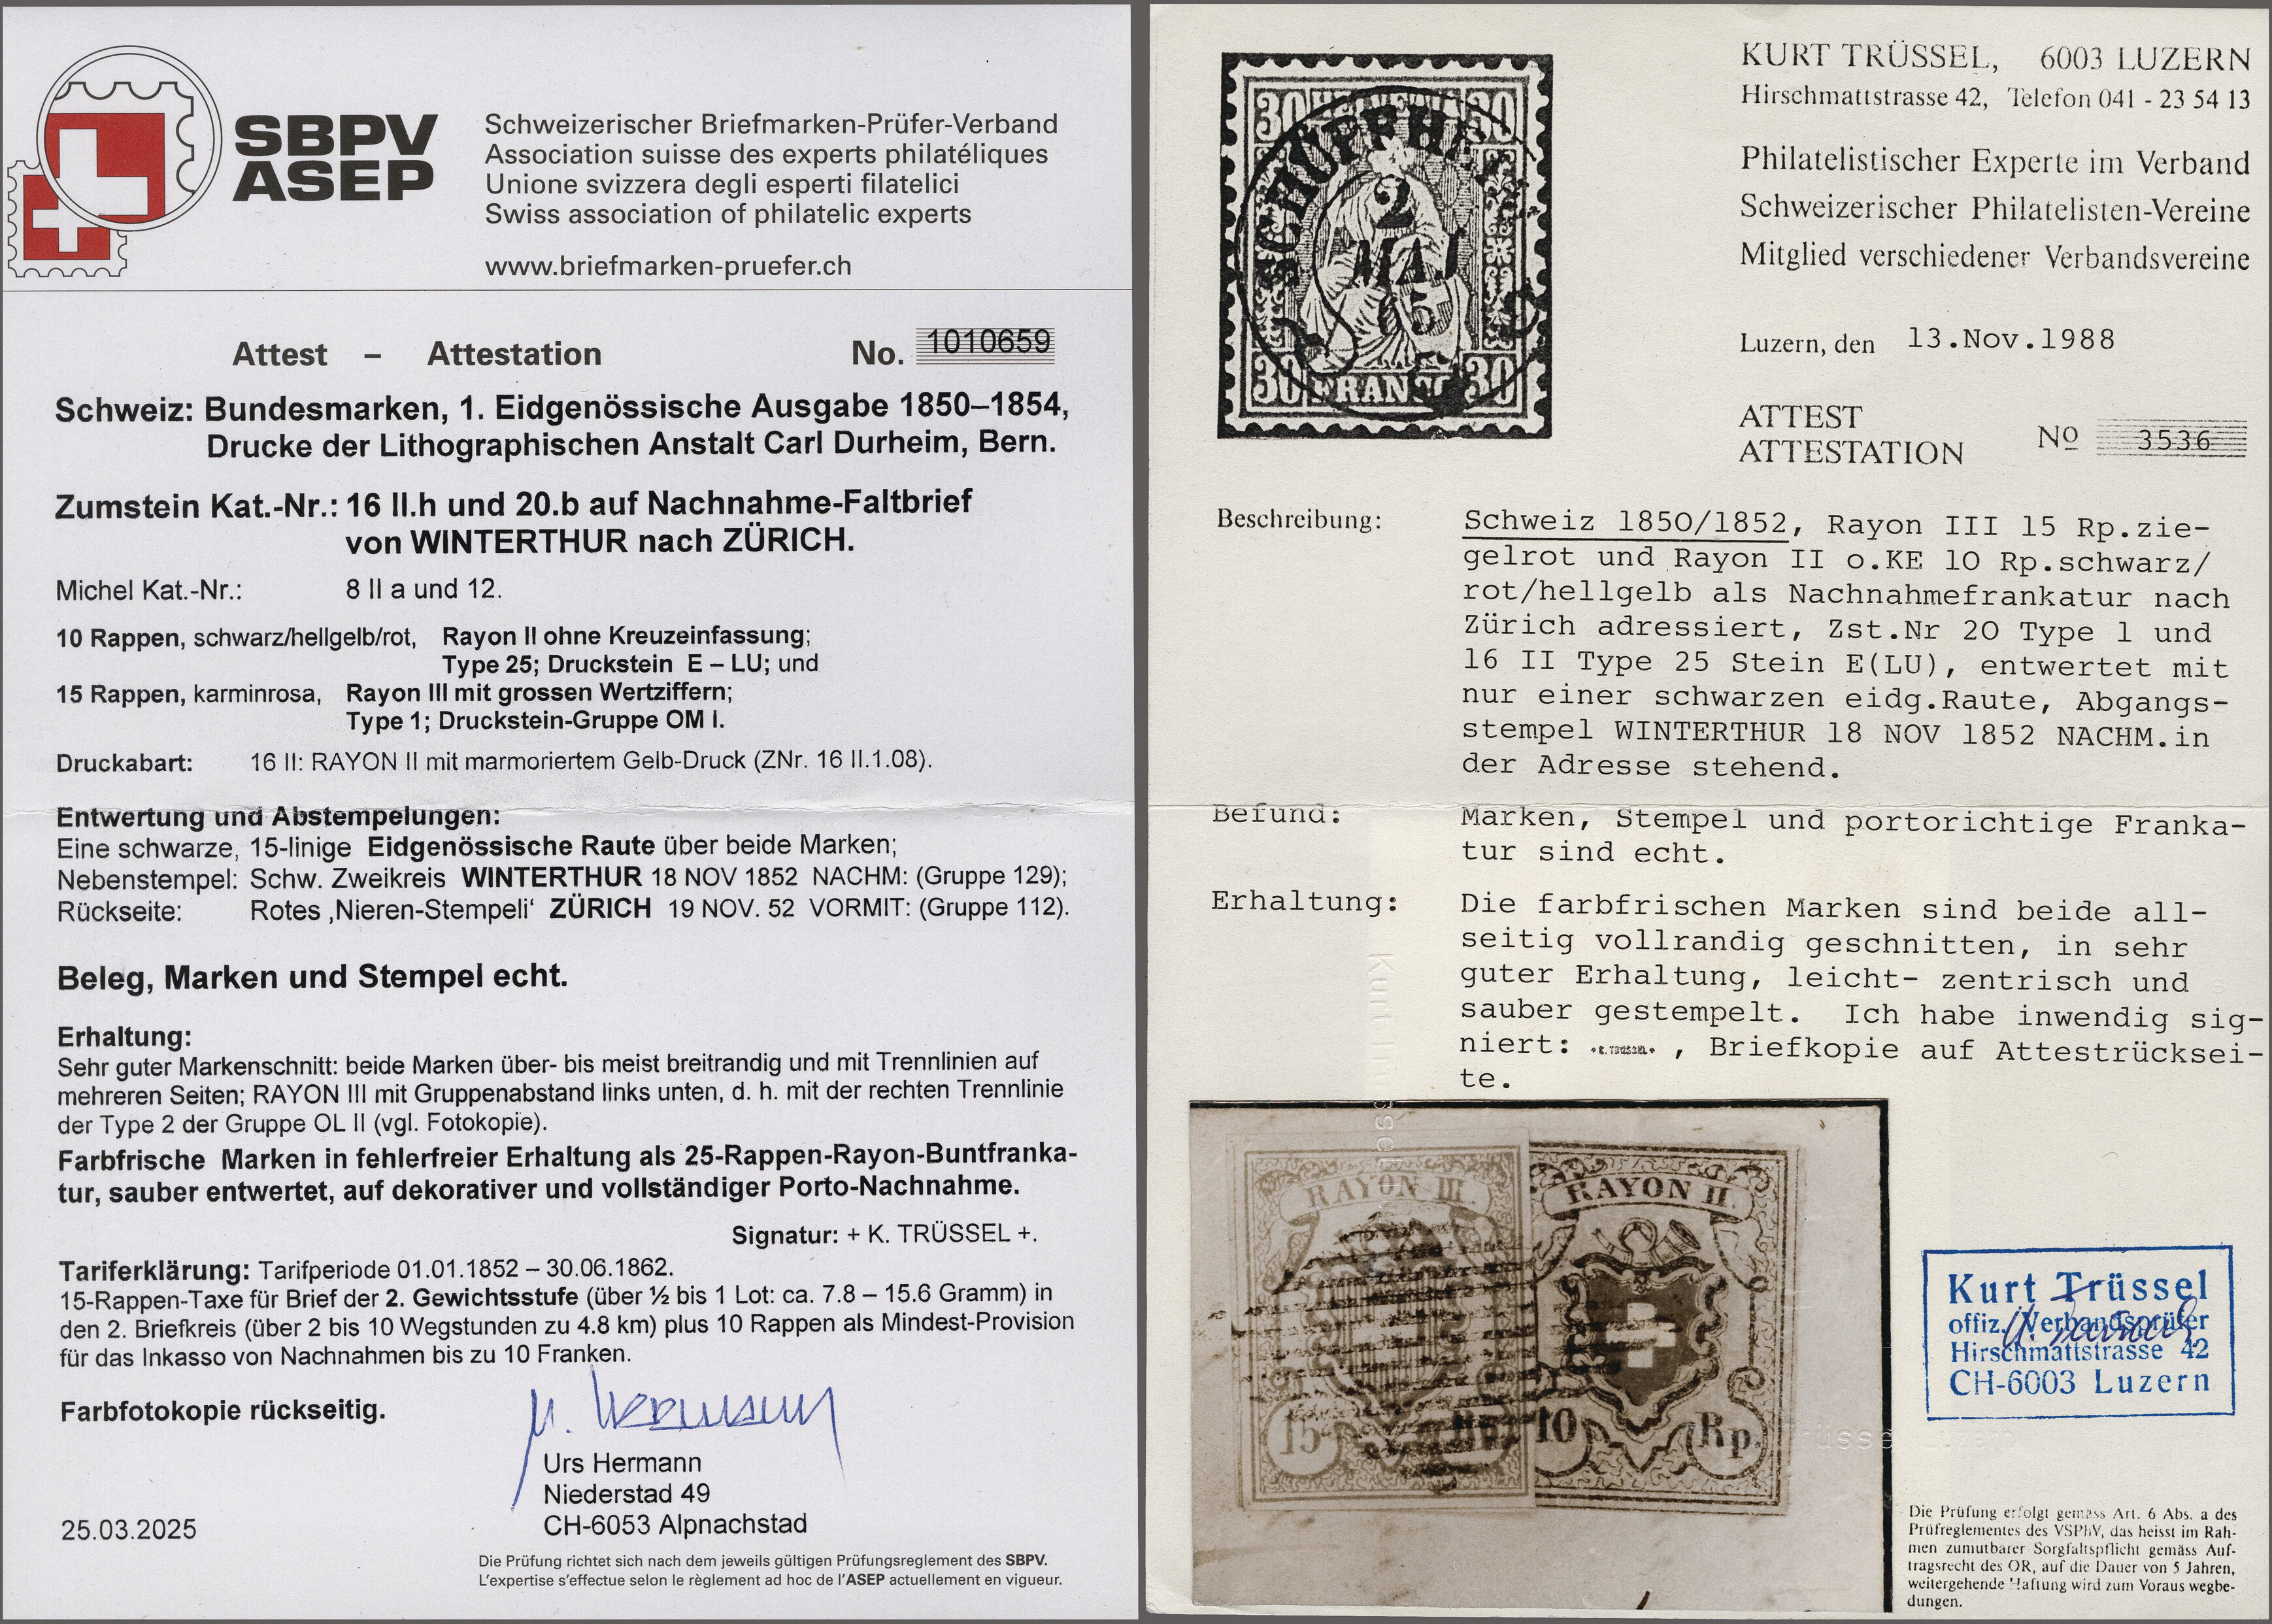 SBPV
ASEP
Schweizerischer Briefmarken-Prüfer-Verband
Association suisse des experts philatéliques
Unione svizzera degli esperti filatelici
Swiss association of philatelic experts
www.briefmarken-pruefer.ch
Attest – Attestation No. 1010659
Schweiz: Bundesmarken, 1. Eidgenössische Ausgabe 1850–1854,
Drucke der Lithographischen Anstalt Carl Durheim, Bern.
Zumstein Kat.-Nr.: 16 II.h und 20.b auf Nachnahme-Faltbrief
von WINTERTHUR nach ZÜRICH.
Michel Kat.-Nr.: 8 II a und 12.
10 Rappen, schwarz/hellgelb/rot, Rayon II ohne Kreuzeinfassung;
Type 25; Druckstein E – LU; und
15 Rappen, karminrosa, Rayon III mit grossen Wertziffern;
Type 1; Druckstein-Gruppe OM I.
Druckabart: 16 II: RAYON II mit marmoriertem Gelb-Druck (ZNr. 16 II.1.08).
Entwertung und Abstempelungen:
Eine schwarze, 15-linige Eidgenössische Raute über beide Marken;
Nebenstempel: Schw. Zweikreis WINTERTHUR 18 NOV 1852 NACHM: (Gruppe 129);
Rückseite: Rotes ‚Nieren-Stempeli‘ ZÜRICH 19 NOV. 52 VORMIT: (Gruppe 112).
Beleg, Marken und Stempel echt.
Erhaltung:
Sehr guter Markenschnitt: beide Marken über- bis meist breitrandig und mit Trennlinien auf
mehreren Seiten; RAYON III mit Gruppenabstand links unten, d. h. mit der rechten Trennlinie
der Type 2 der Gruppe OL II (vgl. Fotokopie).
Farbfrische Marken in fehlerfreier Erhaltung als 25-Rappen-Rayon-Buntfranka-
tur, sauber entwertet, auf dekorativer und vollständiger Porto-Nachnahme.
Signatur: + K. TRÜSSEL +.
Tariferklärung: Tarifperiode 01.01.1852 – 30.06.1862.
15-Rappen-Taxe für Brief der 2. Gewichtsstufe (über ½ bis 1 Lot: ca. 7.8 – 15.6 Gramm) in
den 2. Briefkreis (über 2 bis 10 Wegstunden zu 4.8 km) plus 10 Rappen als Mindest-Provision
für das Inkasso von Nachnahmen bis zu 10 Franken.
Farbfotokopie rückseitig.
Urs Hermann
Niederstad 49
CH-6053 Alpnachstad
25.03.2025
Die Prüfung richtet sich nach dem jeweils gültigen Prüfungsreglement des SBPV.
L'expertise s'effectue selon le règlement ad hoc de l'ASEP actuellement en vigueur.
30 HELVETIA 30
SCHÜPFHEIM
2
MAI
30 FRANCO 30
KURT TRÜSSEL, 6003 LUZERN
Hirschmattstrasse 42, Telefon 041 - 23 54 13
Philatelistischer Experte im Verband
Schweizerischer Philatelisten-Vereine
Mitglied verschiedener Verbandsvereine
Luzern, den 13.Nov.1988
ATTEST
ATTESTATION No 3536
Beschreibung: Schweiz 1850/1852, Rayon III 15 Rp.zie-
gelrot und Rayon II o.KE 10 Rp.schwarz/
rot/hellgelb als Nachnahmefrankatur nach
Zürich adressiert, Zst.Nr 20 Type 1 und
16 II Type 25 Stein E(LU), entwertet mit
nur einer schwarzen eidg.Raute, Abgangs-
stempel WINTERTHUR 18 NOV 1852 NACHM.in
der Adresse stehend.
Befund: Marken, Stempel und portorichtige Franka-
tur sind echt.
Erhaltung: Die farbfrischen Marken sind beide all-
seitig vollrandig geschnitten, in sehr
guter Erhaltung, leicht- zentrisch und
sauber gestempelt. Ich habe inwendig sig-
niert: +K.TRÜSSEL+ , Briefkopie auf Attestrücksei-
te.
RAYON III. RAYON II.
15 10 Rp.
Kurt Trüssel
offiz. Verbandsprüfer
Hirschmattstrasse 42
CH-6003 Luzern
Die Prüfung erfolgt gemäss Art. 6 Abs. a des
Prüfreglementes des VSPhV, das heisst im Rah-
men zumutbarer Sorgfaltspflicht gemäss Auf-
tragsrecht des OR, auf die Dauer von 5 Jahren,
weitergehende Haftung wird zum Voraus wegbe-
dungen.